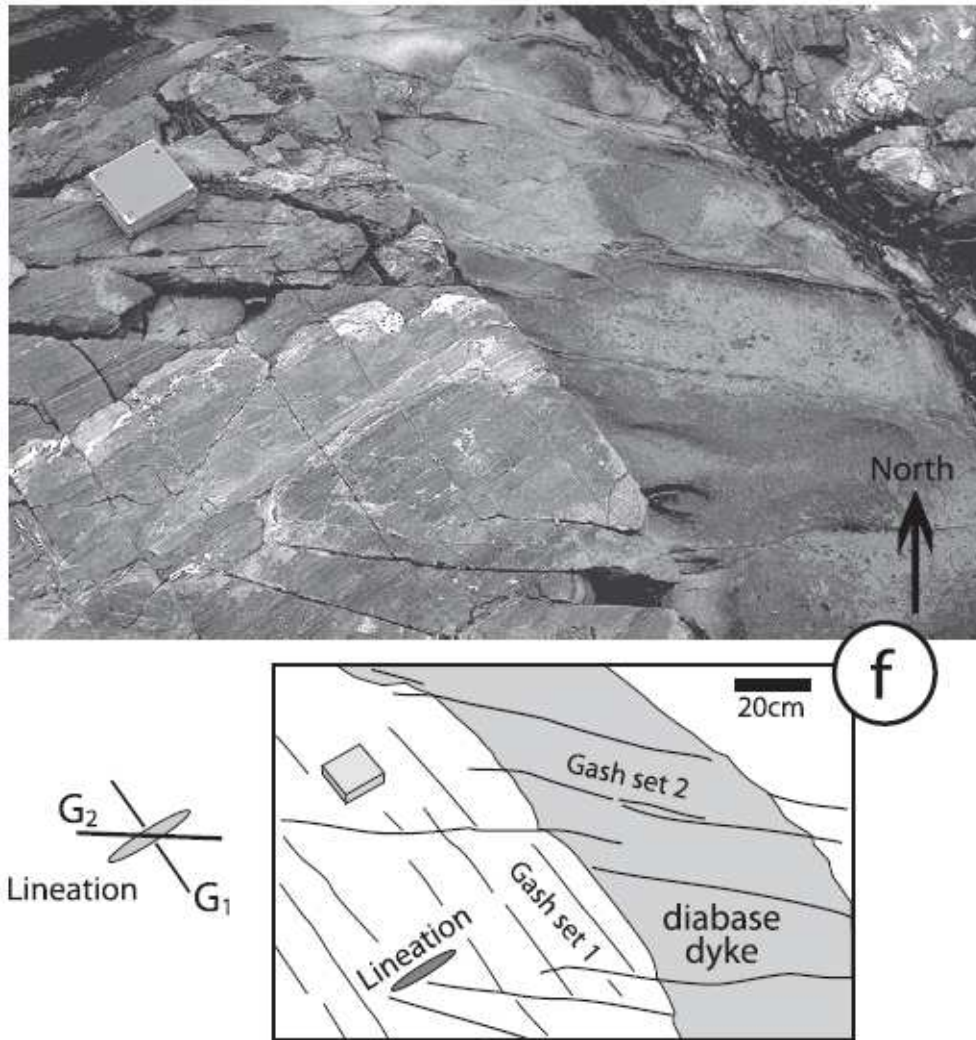 North
f
20cm
Gash set 2
G₂
Lineation
G₁
Gash set 1
Lineation
diabase
dyke